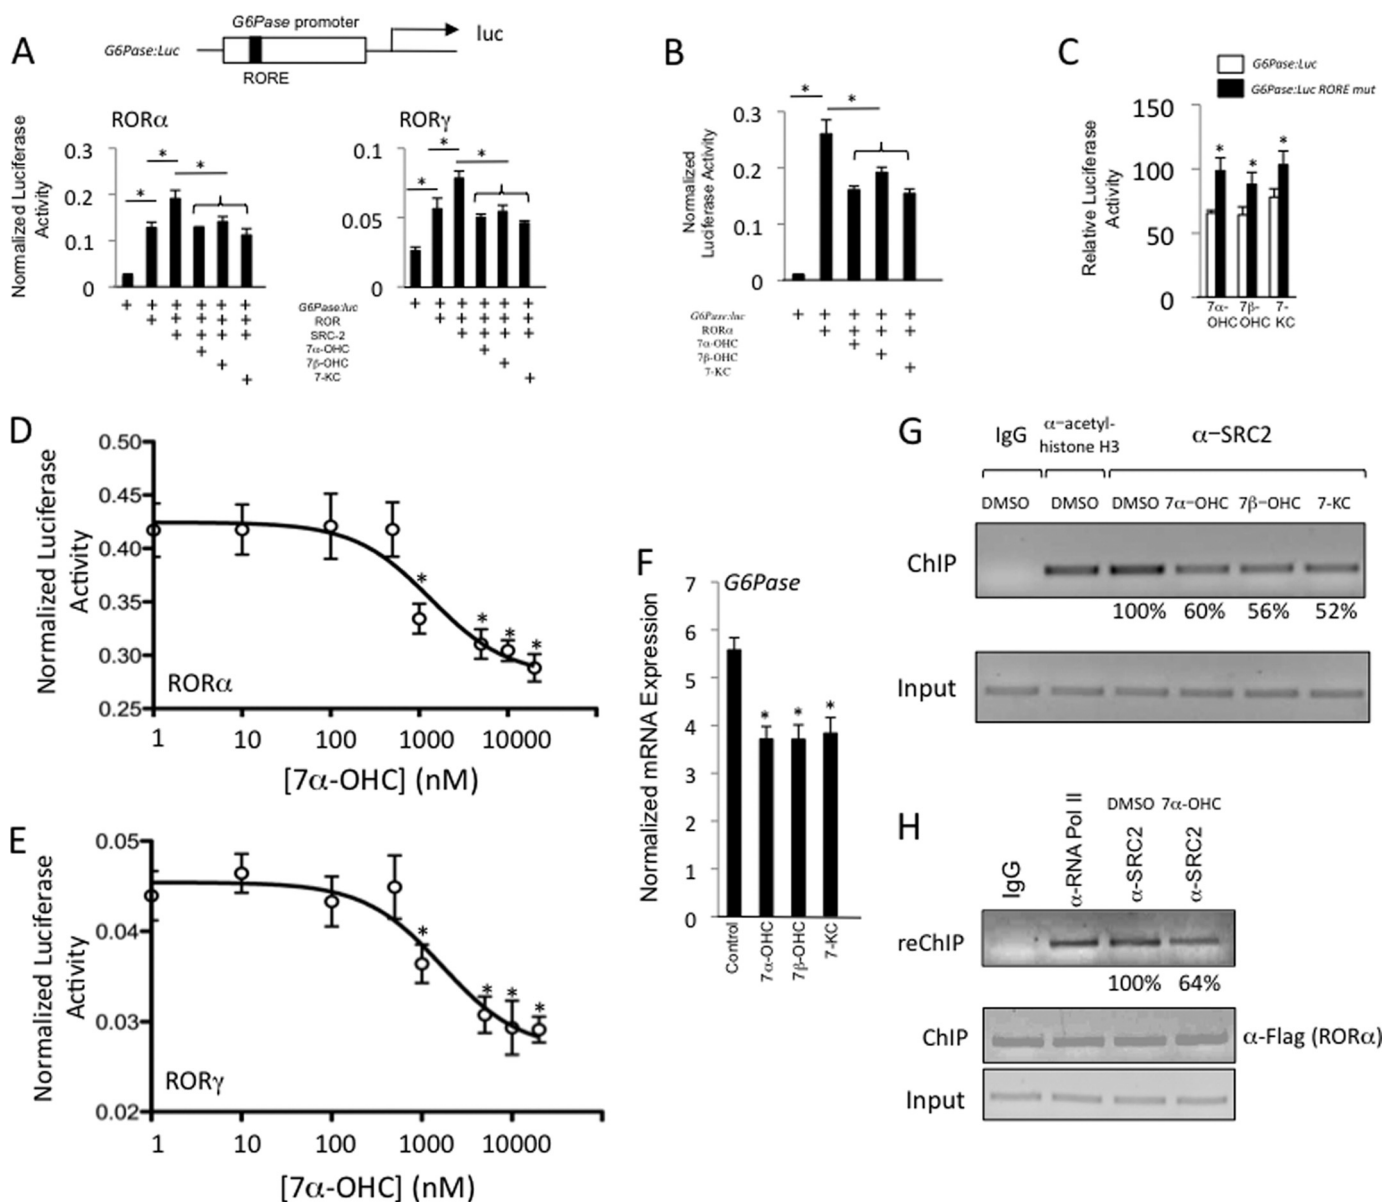 A
G6Pase promoter
luc
G6Pase:Luc
RORE
RORα
Normalized Luciferase
Activity
0.3
0.2
0.1
0
*
*
*
RORγ
0.1
0.05
0
*
*
*
+ + + + + + G6Pase:luc + + + + + +
+ + + + + ROR + + + + +
+ + + + SRC-2 + + + +
+ 7α-OHC +
+ 7β-OHC +
+ 7-KC +
B
Normalized
Luciferase Activity
0.3
0.2
0.1
0
*
*
G6Pase:luc + + + + +
RORα + + + +
7α-OHC +
7β-OHC +
7-KC +
C
G6Pase:Luc
G6Pase:Luc RORE mut
Relative Luciferase
Activity
150
100
50
0
* * *
7α- 7β- 7-
OHC OHC KC
D
Normalized Luciferase
Activity
0.50
0.45
0.40
0.35
0.30
0.25
* * * *
RORα
1 10 100 1000 10000
[7α-OHC] (nM)
E
Normalized Luciferase
Activity
0.05
0.04
0.03
0.02
* * * *
RORγ
1 10 100 1000 10000
[7α-OHC] (nM)
F
G6Pase
Normalized mRNA Expression
7
6
5
4
3
2
1
0
* * *
Control
7α-OHC
7β-OHC
7-KC
G
IgG
α-acetyl-
histone H3
α-SRC2
DMSO DMSO DMSO 7α-OHC 7β-OHC 7-KC
ChIP
100% 60% 56% 52%
Input
H
DMSO 7α-OHC
IgG
α-RNA Pol II
α-SRC2
α-SRC2
reChIP
100% 64%
ChIP
α-Flag (RORα)
Input